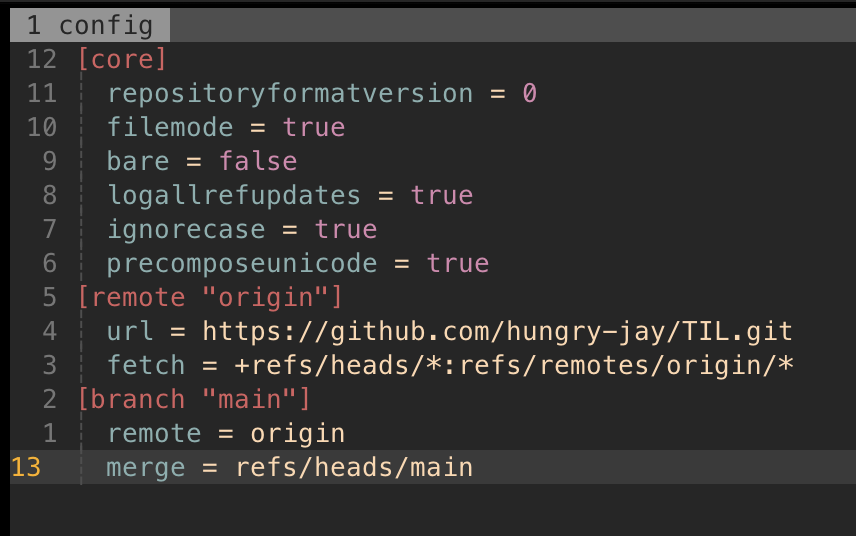 1 config
12 [core]
11 repositoryformatversion = 0
10 filemode = true
9 bare = false
8 logallrefupdates = true
7 ignorecase = true
6 precomposeunicode = true
5 [remote "origin"]
4 url = https://github.com/hungry-jay/TIL.git
3 fetch = +refs/heads/*:refs/remotes/origin/*
2 [branch "main"]
1 remote = origin
13 merge = refs/heads/main